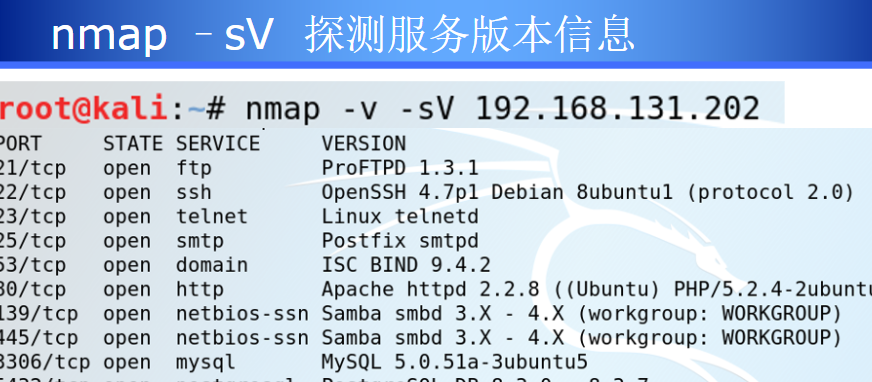 nmap –sV 探测服务版本信息
root@kali:~# nmap -v -sV 192.168.131.202
PORT STATE SERVICE VERSION
21/tcp open ftp ProFTPD 1.3.1
22/tcp open ssh OpenSSH 4.7p1 Debian 8ubuntu1 (protocol 2.0)
23/tcp open telnet Linux telnetd
25/tcp open smtp Postfix smtpd
53/tcp open domain ISC BIND 9.4.2
80/tcp open http Apache httpd 2.2.8 ((Ubuntu) PHP/5.2.4-2ubuntu
139/tcp open netbios-ssn Samba smbd 3.X - 4.X (workgroup: WORKGROUP)
445/tcp open netbios-ssn Samba smbd 3.X - 4.X (workgroup: WORKGROUP)
3306/tcp open mysql MySQL 5.0.51a-3ubuntu5